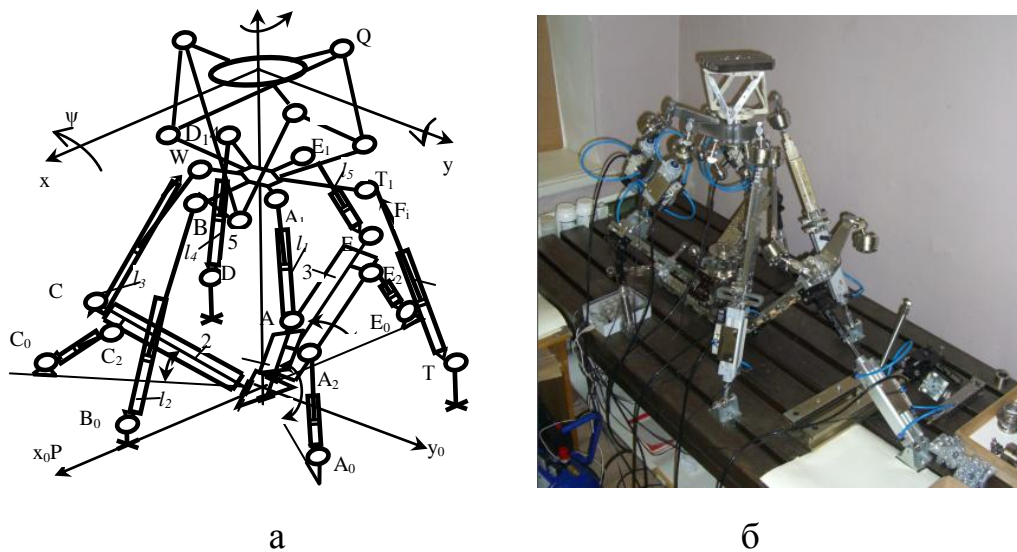 Q
ψ
D₁4
E₁
y
x
W
l₅
T₁
B
A₁
Fᵢ
l₄
5
l₁
D
E
l₃
3
E₂
C
A
E₀
C₀
C₂
2
T
A₂
l₂
B₀
x₀P
y₀
A₀
а
б